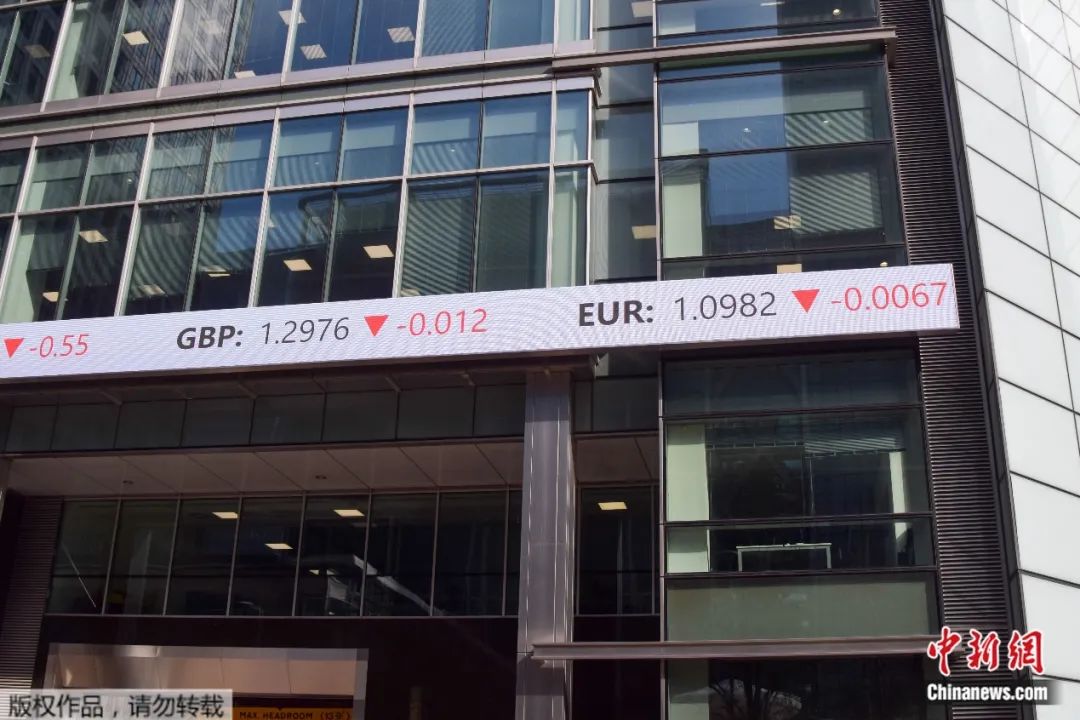 ▼ -0.55 GBP: 1.2976 ▼ -0.012 EUR: 1.0982 ▼ -0.0067
中新网
Chinanews.com
版权作品,请勿转载
MAX. HEADROOM